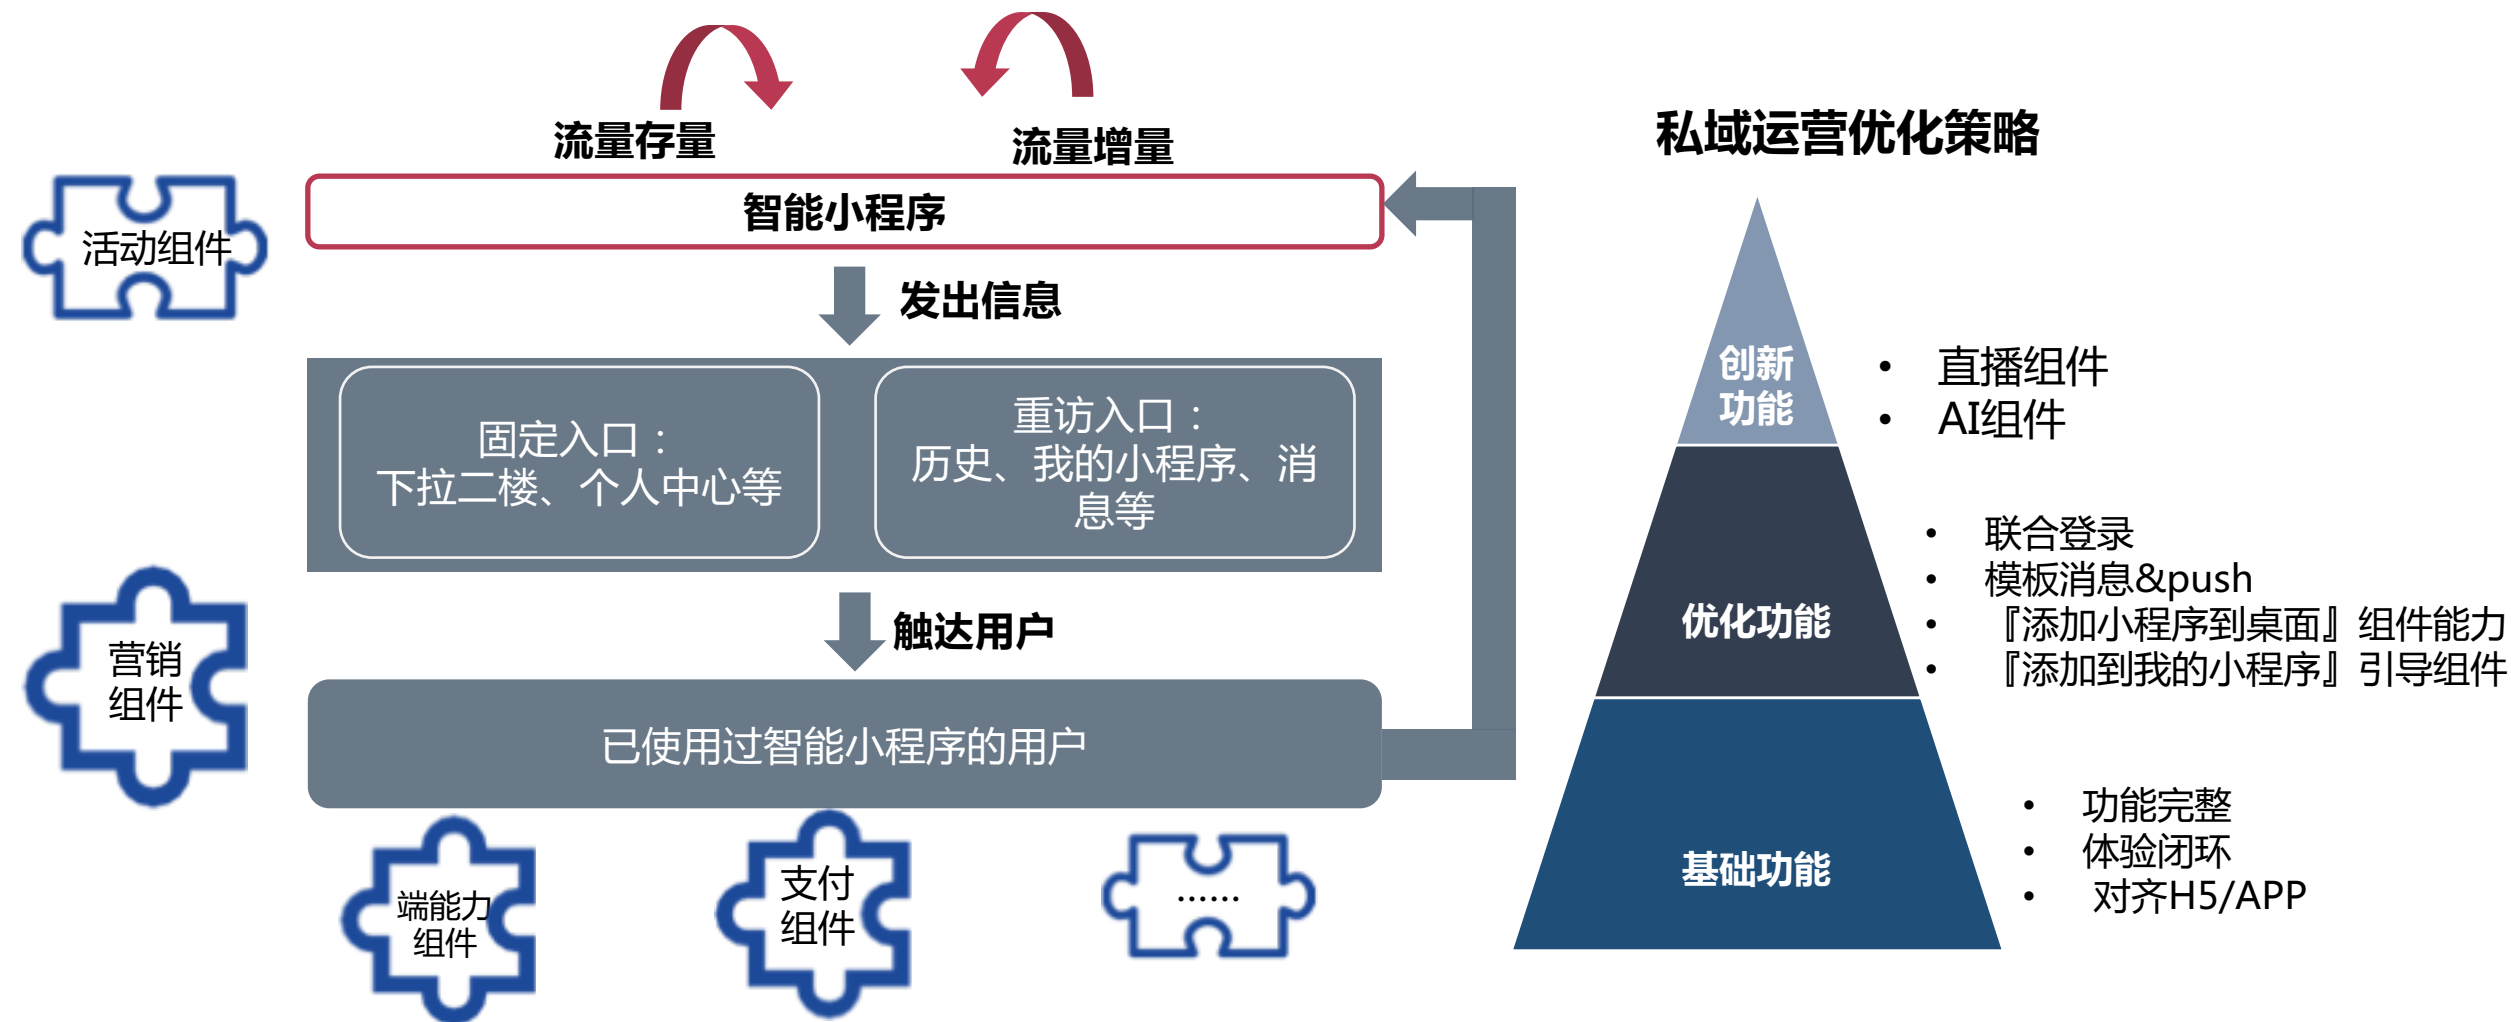 流量存量
流量增量
智能小程序
活动组件
发出信息
固定入口：
下拉二楼、个人中心等
重访入口：
历史、我的小程序、消
息等
触达用户
营销
组件
已使用过智能小程序的用户
端能力
组件
支付
组件
......
私域运营优化策略
创新
功能
• 直播组件
• AI组件
优化功能
• 联合登录
• 模板消息&push
• 『添加小程序到桌面』组件能力
• 『添加到我的小程序』引导组件
基础功能
• 功能完整
• 体验闭环
• 对齐H5/APP